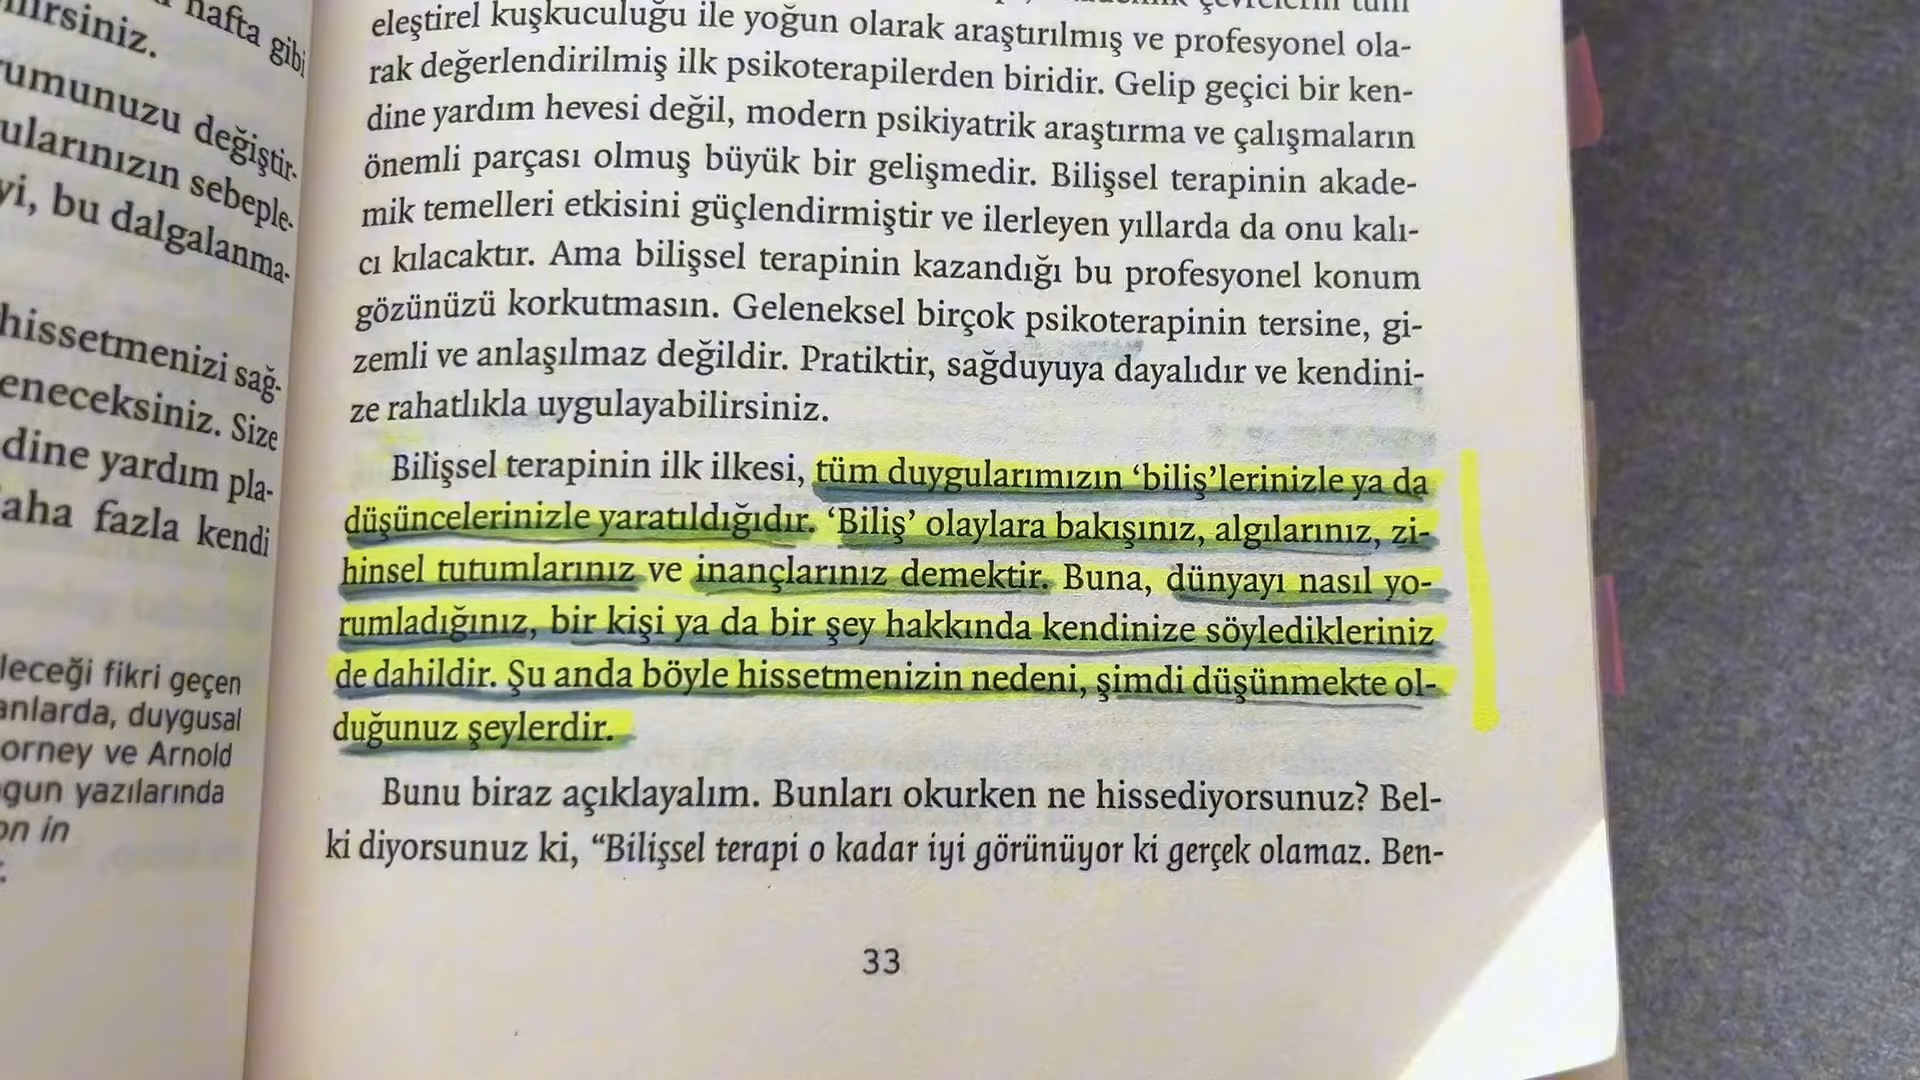 hafta gibi
siniz.
umunuzu değiştir-
ularınızın sebeple-
yi, bu dalgalanma-
hissetmenizi sağ-
eneceksiniz. Size
dine yardım pla-
aha fazla kendi
leceği fikri geçen
anlarda, duygusal
orney ve Arnold
gun yazılarında
on in
eleştirel kuşkuculuğu ile yoğun olarak araştırılmış ve profesyonel ola-
rak değerlendirilmiş ilk psikoterapilerden biridir. Gelip geçici bir ken-
dine yardım hevesi değil, modern psikiyatrik araştırma ve çalışmaların
önemli parçası olmuş büyük bir gelişmedir. Bilişsel terapinin akade-
mik temelleri etkisini güçlendirmiştir ve ilerleyen yıllarda da onu kalı-
cı kılacaktır. Ama bilişsel terapinin kazandığı bu profesyonel konum
gözünüzü korkutmasın. Geleneksel birçok psikoterapinin tersine, gi-
zemli ve anlaşılmaz değildir. Pratiktir, sağduyuya dayalıdır ve kendini-
ze rahatlıkla uygulayabilirsiniz.
Bilişsel terapinin ilk ilkesi, tüm duygularımızın ‘biliş’lerinizle ya da
düşüncelerinizle yaratıldığıdır. ‘Biliş’ olaylara bakışınız, algılarınız, zi-
hinsel tutumlarınız ve inançlarınız demektir. Buna, dünyayı nasıl yo-
rumladığınız, bir kişi ya da bir şey hakkında kendinize söyledikleriniz
de dahildir. Şu anda böyle hissetmenizin nedeni, şimdi düşünmekte ol-
duğunuz şeylerdir.
Bunu biraz açıklayalım. Bunları okurken ne hissediyorsunuz? Bel-
ki diyorsunuz ki, “Bilişsel terapi o kadar iyi görünüyor ki gerçek olamaz. Ben-
33